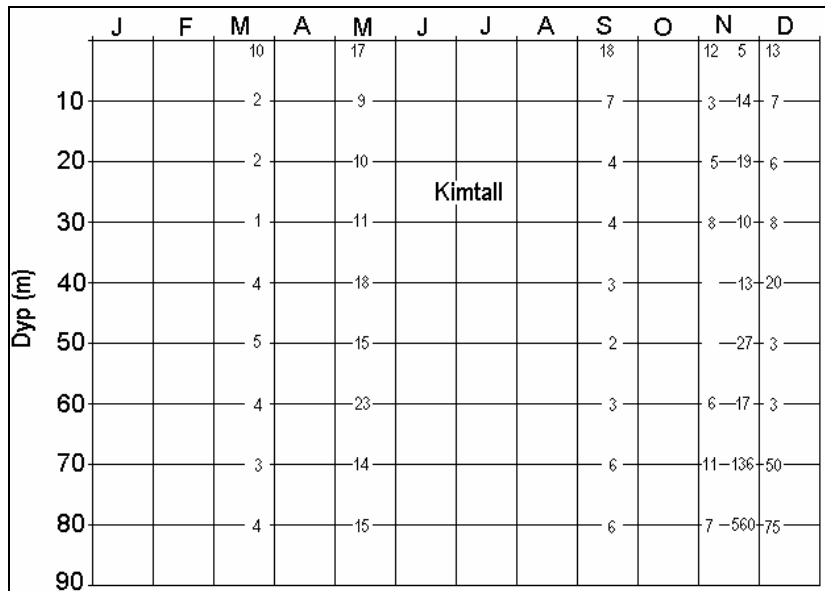 J F M A M J J A S O N D
10 17 18 12 5 13
10 2 9 7 3 14 7
20 2 10 4 5 19 6
Kimtall
30 1 11 4 8 10 8
40 4 18 3 13 20
50 5 15 2 27 3
60 4 23 3 6 17 3
70 3 14 6 11 136 50
80 4 15 6 7 560 75
90
Dyp (m)